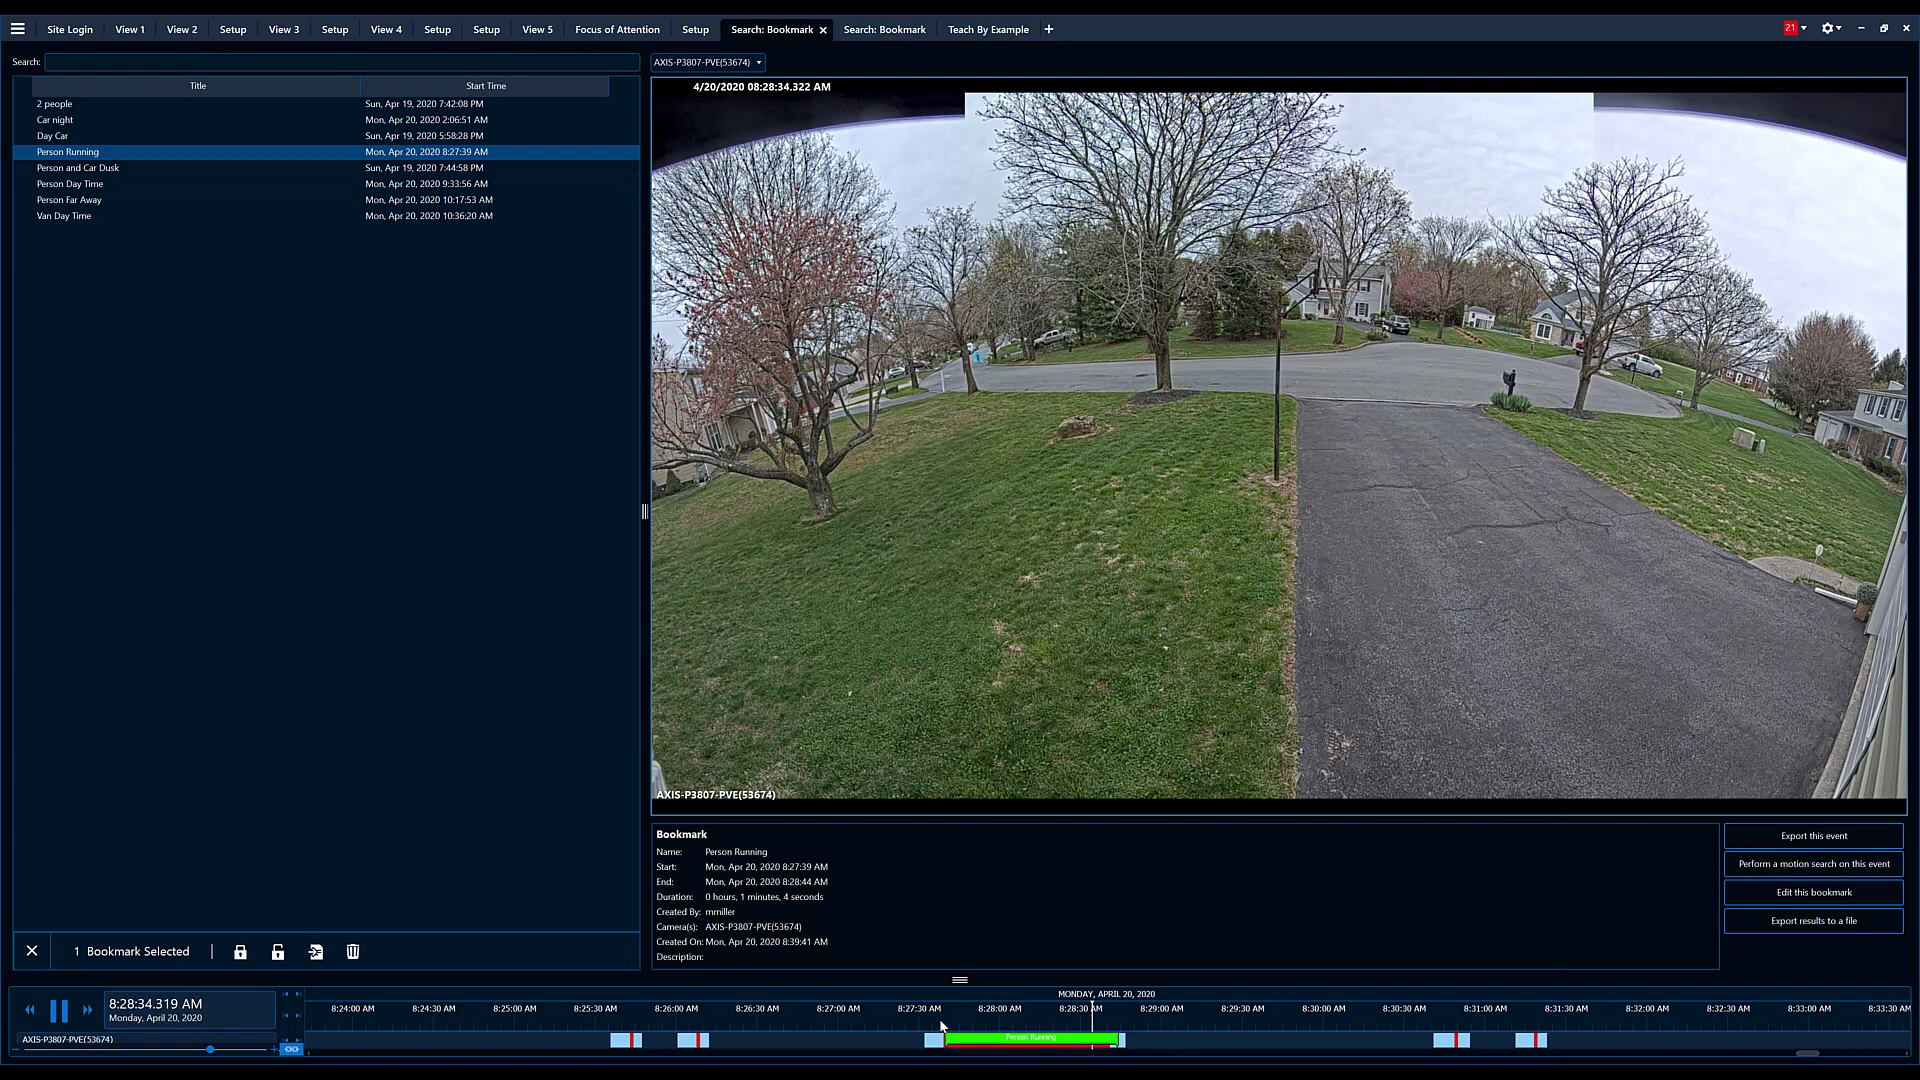 Site Login View 1 View 2 Setup View 3 Setup View 4 Setup Setup View 5 Focus of Attention Setup Search: Bookmark Search: Bookmark Teach By Example 21
Search:
AXIS-P3807-PVE(53674)
Title Start Time
2 people Sun, Apr 19, 2020 7:42:08 PM
Car night Mon, Apr 20, 2020 2:06:51 AM
Day Car Sun, Apr 19, 2020 5:58:28 PM
Person Running Mon, Apr 20, 2020 8:27:39 AM
Person and Car Dusk Sun, Apr 19, 2020 7:44:58 PM
Person Day Time Mon, Apr 20, 2020 9:33:56 AM
Person Far Away Mon, Apr 20, 2020 10:17:53 AM
Van Day Time Mon, Apr 20, 2020 10:36:20 AM
4/20/2020 08:28:34.322 AM
AXIS-P3807-PVE(53674)
Bookmark
Name: Person Running
Start: Mon, Apr 20, 2020 8:27:39 AM
End: Mon, Apr 20, 2020 8:28:44 AM
Duration: 0 hours, 1 minutes, 4 seconds
Created By: mmiller
Camera(s): AXIS-P3807-PVE(53674)
Created On: Mon, Apr 20, 2020 8:39:41 AM
Description:
Export this event
Perform a motion search on this event
Edit this bookmark
Export results to a file
1 Bookmark Selected
8:28:34.319 AM
Monday, April 20, 2020
AXIS-P3807-PVE(53674)
MONDAY, APRIL 20, 2020
8:24:00 AM 8:24:30 AM 8:25:00 AM 8:25:30 AM 8:26:00 AM 8:26:30 AM 8:27:00 AM 8:27:30 AM 8:28:00 AM 8:28:30 AM 8:29:00 AM 8:29:30 AM 8:30:00 AM 8:30:30 AM 8:31:00 AM 8:31:30 AM 8:32:00 AM 8:32:30 AM 8:33:00 AM 8:33:30 AM
Person Running